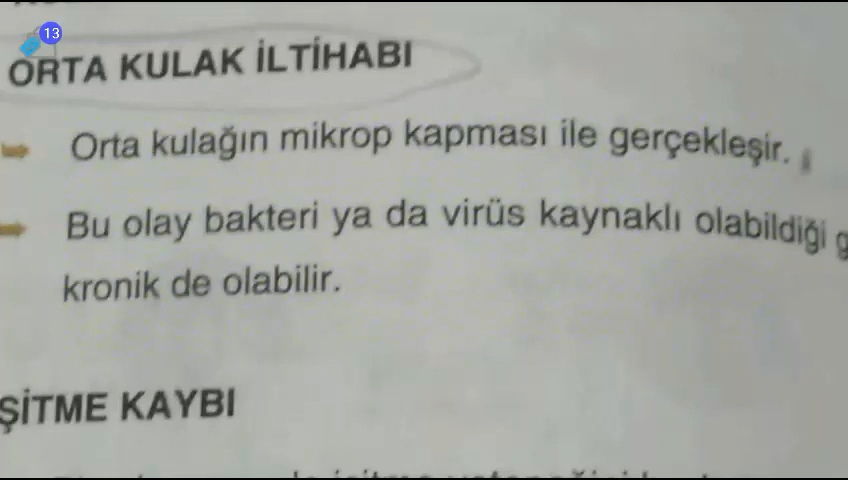 13
ORTA KULAK İLTİHABI
Orta kulağın mikrop kapması ile gerçekleşir.
Bu olay bakteri ya da virüs kaynaklı olabildiği
kronik de olabilir.
ŞİTME KAYBI